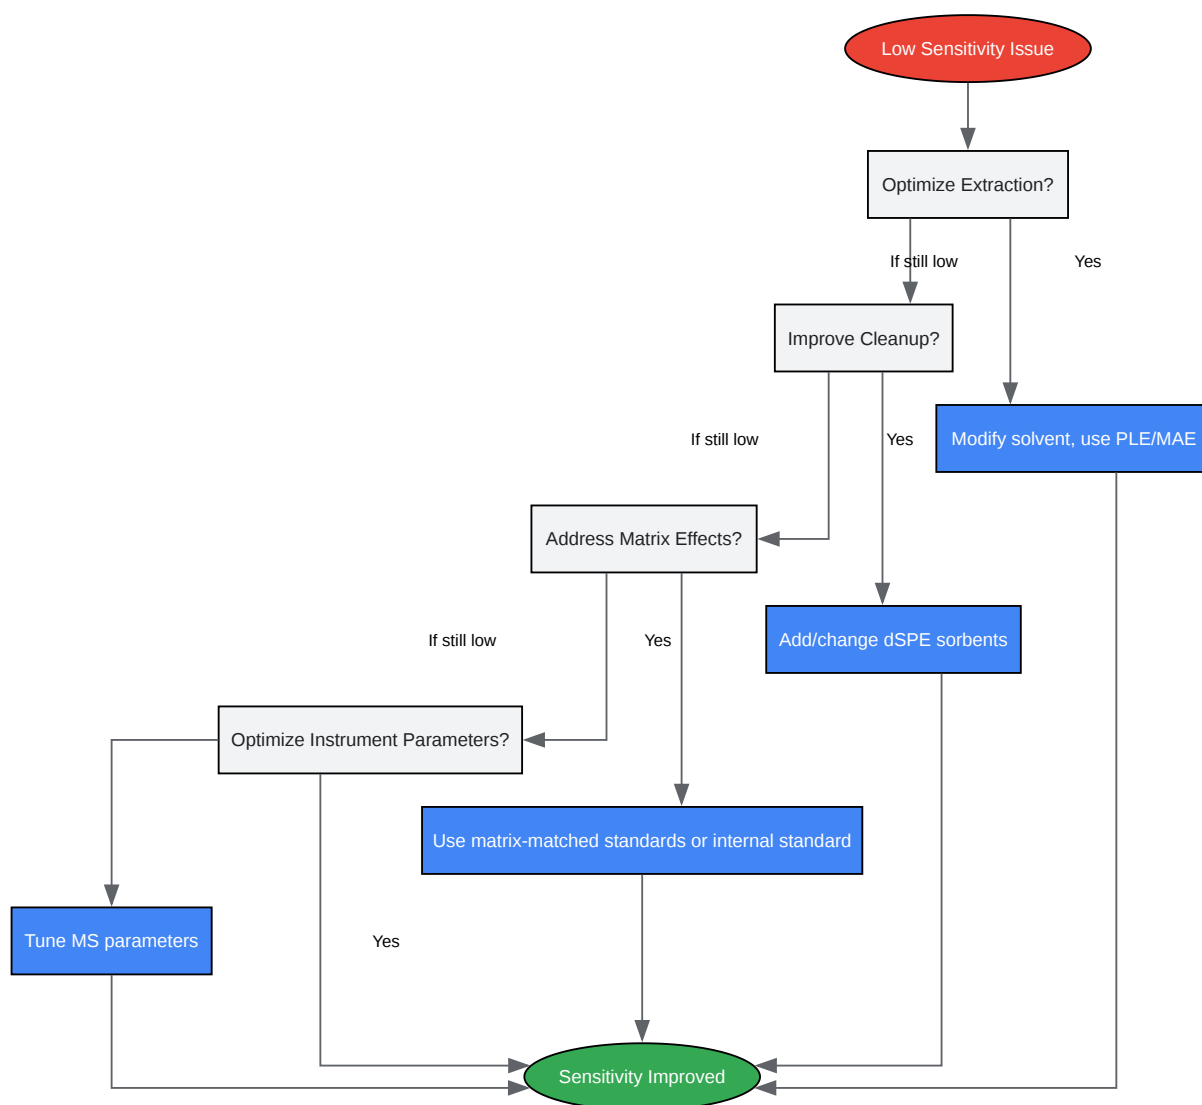 Low Sensitivity Issue
Optimize Extraction?
If still low
Yes
Improve Cleanup?
If still low
Yes
Modify solvent, use PLE/MAE
Address Matrix Effects?
If still low
Yes
Add/change dSPE sorbents
Optimize Instrument Parameters?
Use matrix-matched standards or internal standard
Tune MS parameters
Yes
Sensitivity Improved